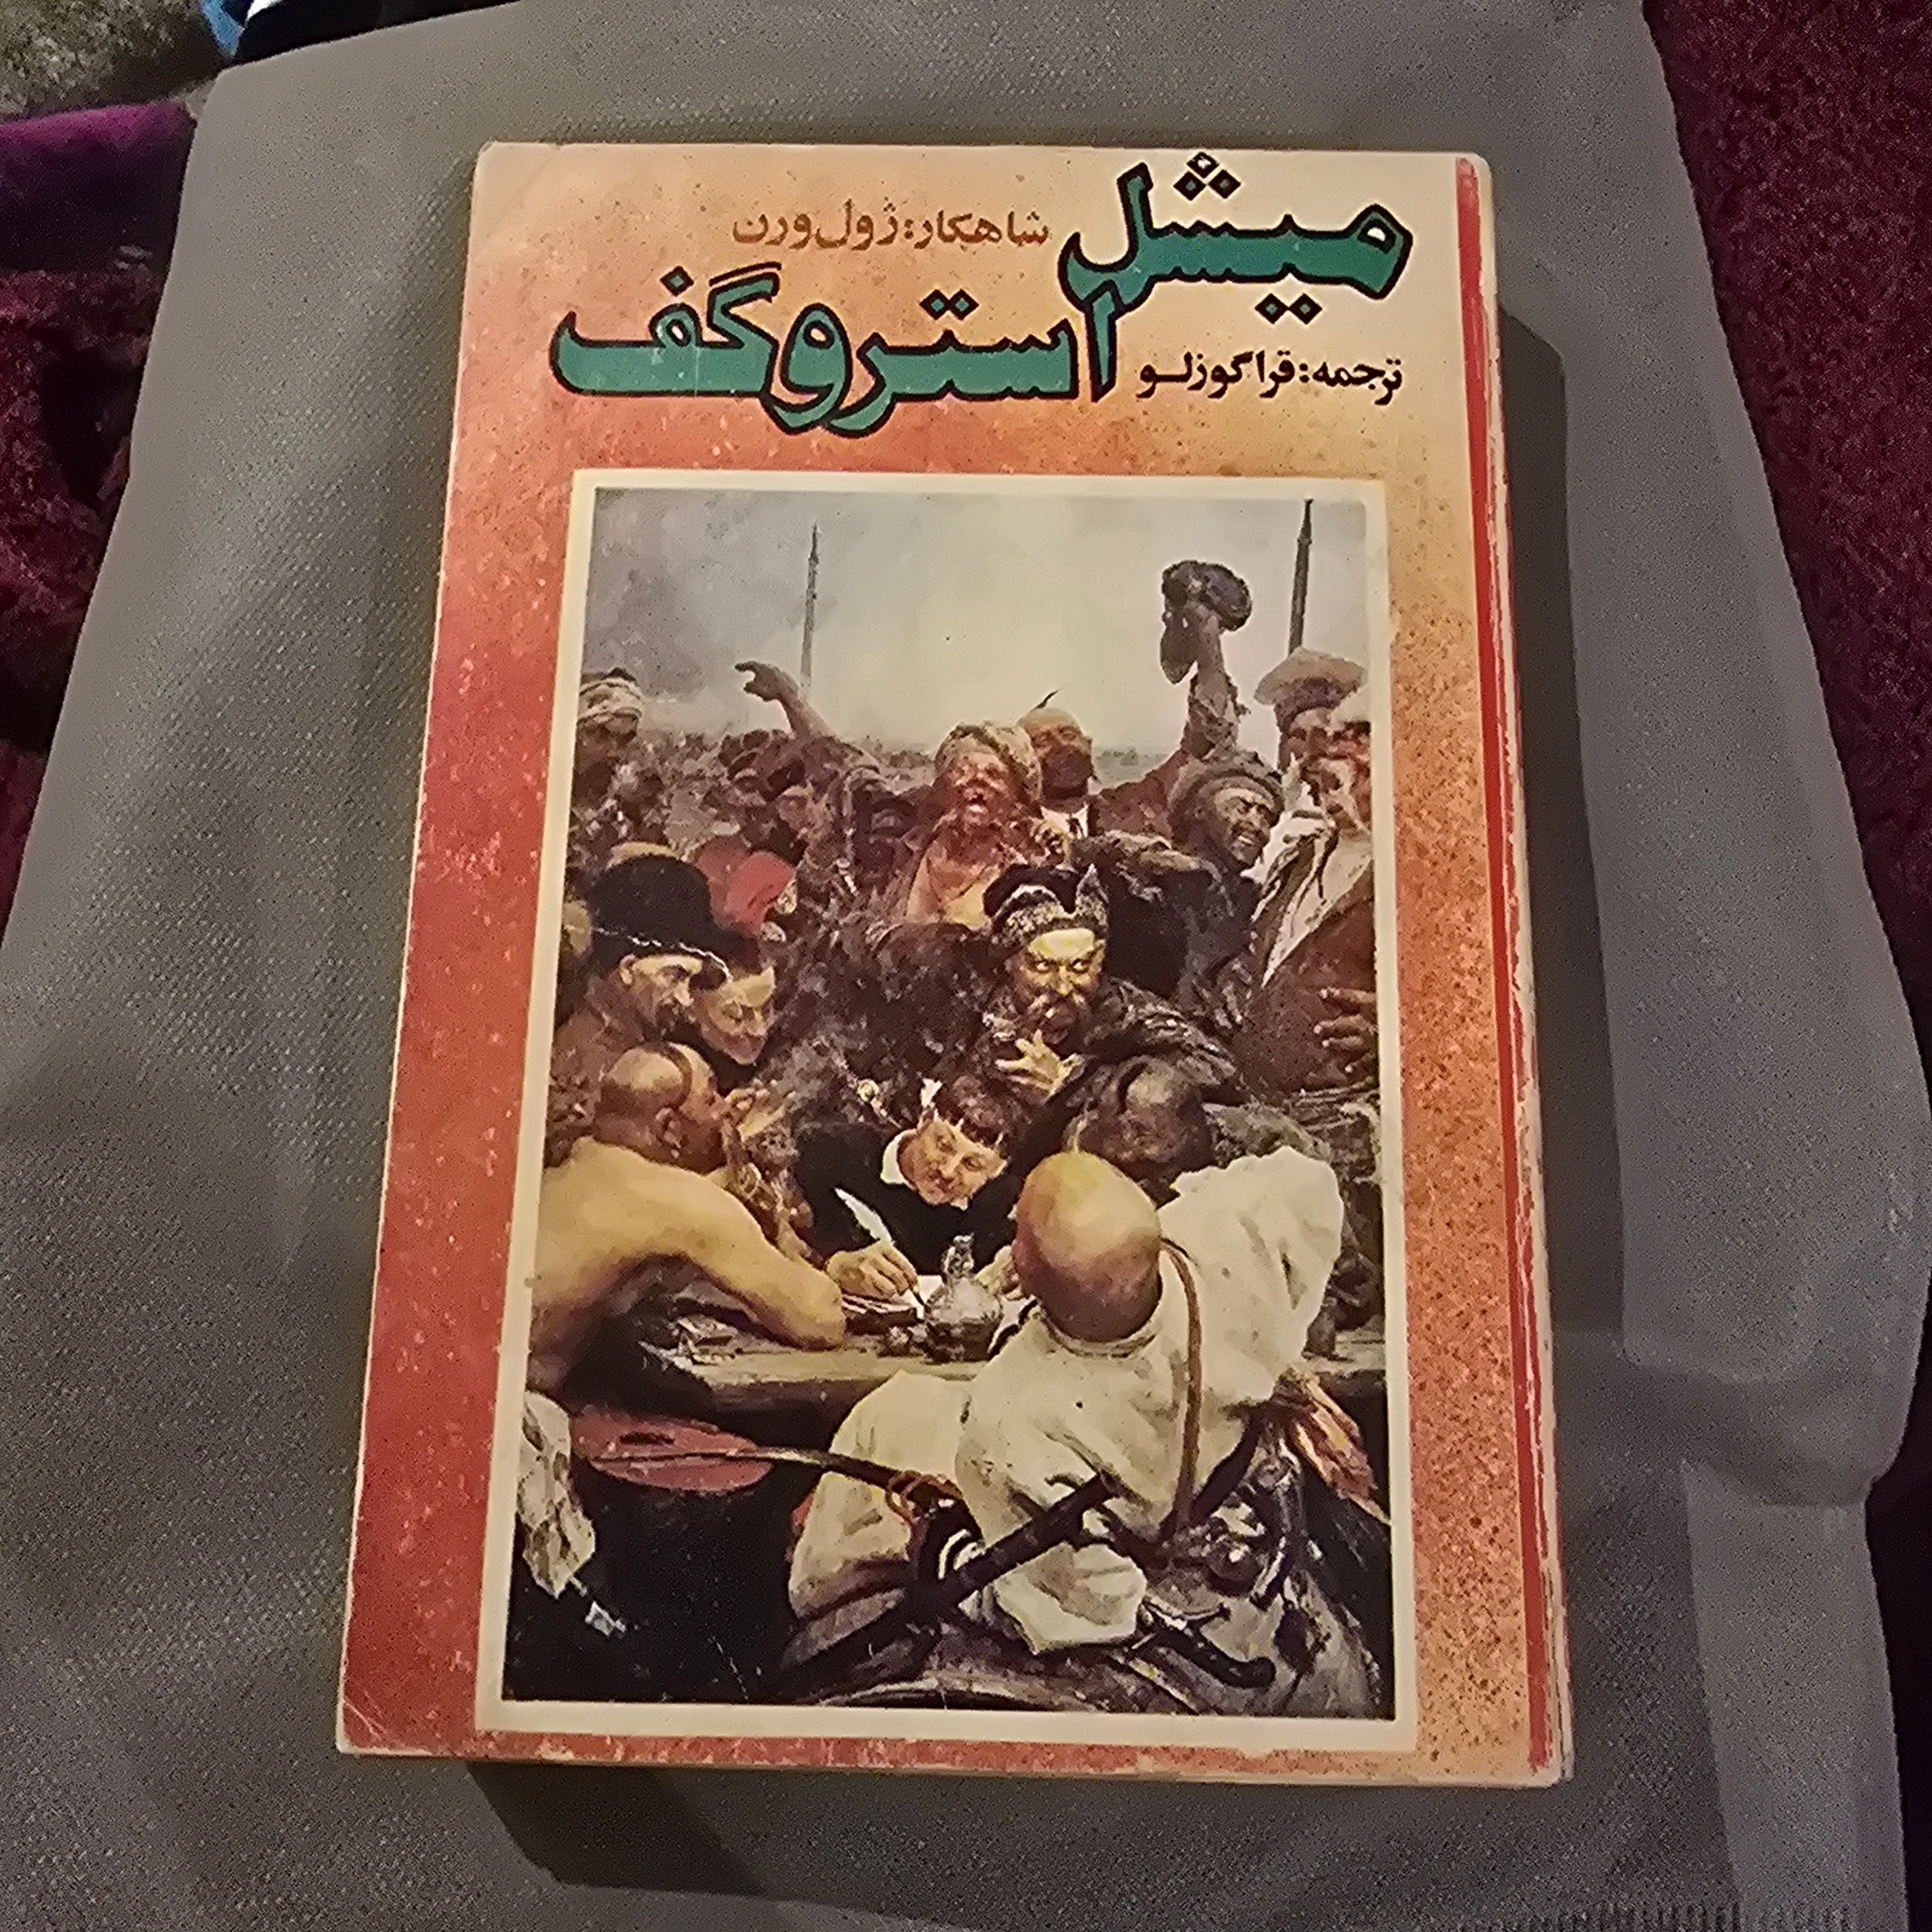 میشل
شاهکار: ژول ورن
استروگف
ترجمه: قراگوزلو